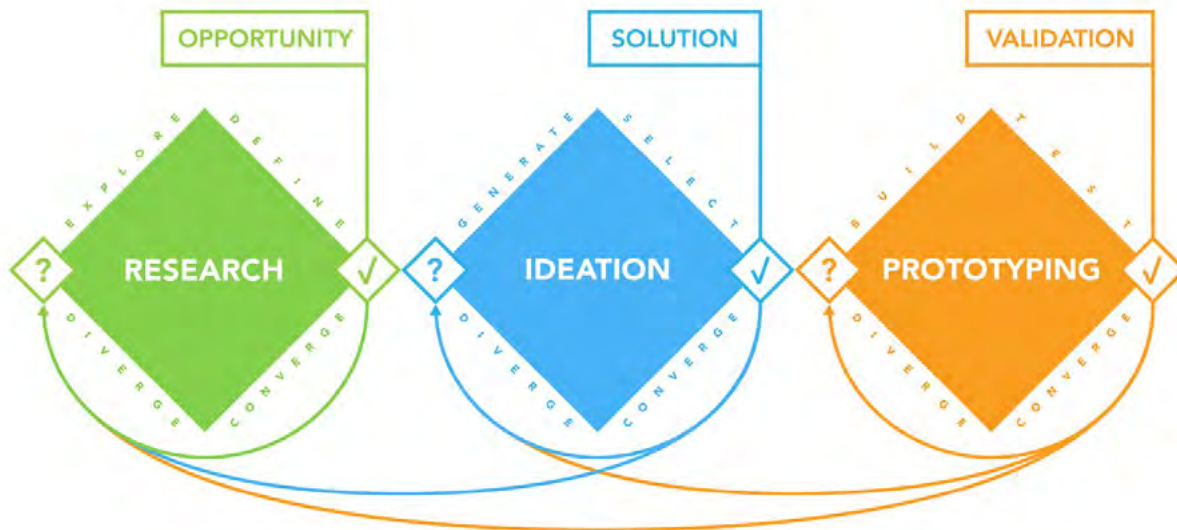 OPPORTUNITY
SOLUTION
VALIDATION
EXPLORE
DEFINE
GENERATE
SELECT
BUILD
TEST
?
RESEARCH
√
?
IDEATION
√
?
PROTOTYPING
√
DIVERGE
CONVERGE
DIVERGE
CONVERGE
DIVERGE
CONVERGE